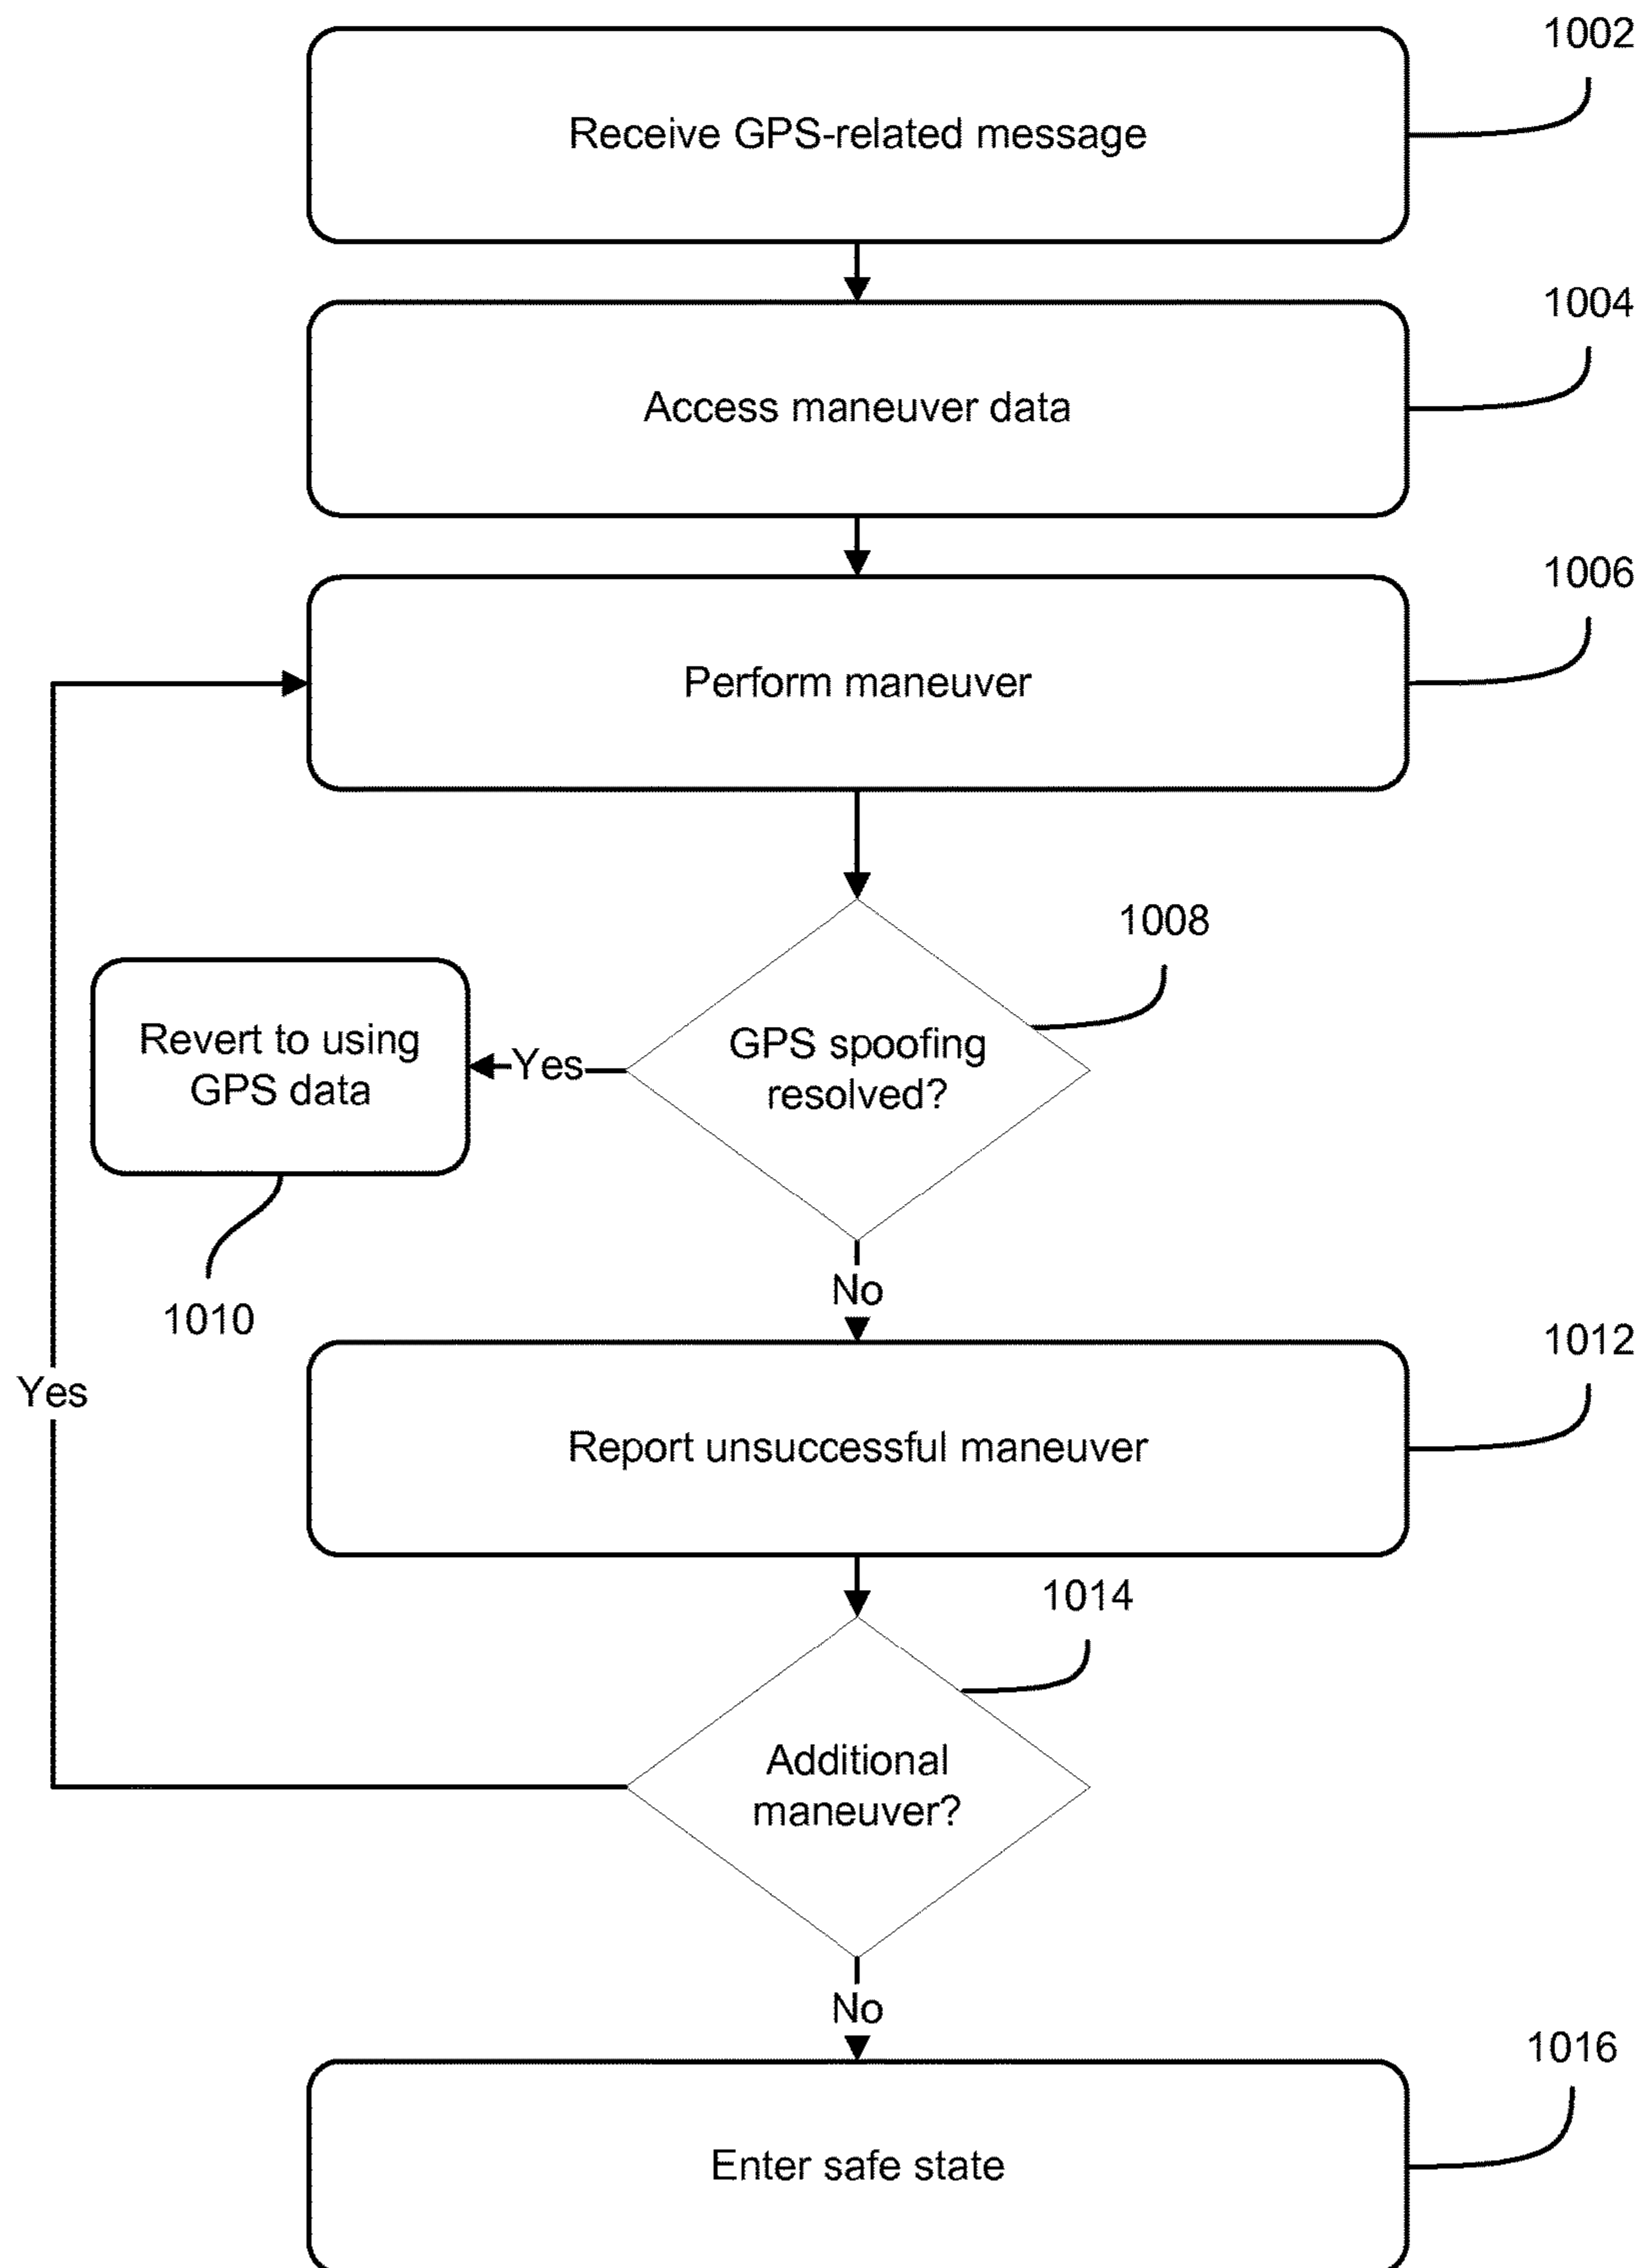 1002
Receive GPS-related message
1004
Access maneuver data
1006
Perform maneuver
1008
GPS spoofing
resolved?
Yes
Revert to using
GPS data
1010
No
1012
Report unsuccessful maneuver
1014
Additional
maneuver?
Yes
No
1016
Enter safe state